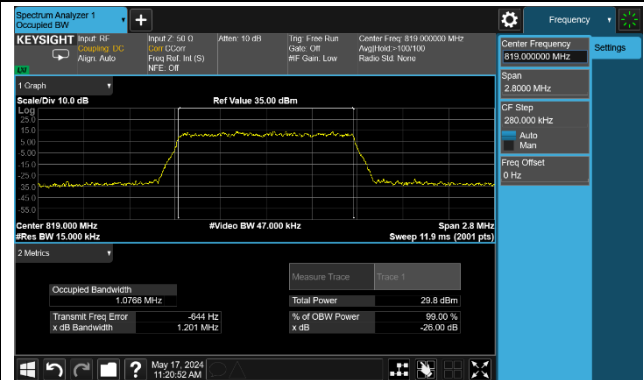 Spectrum Analyzer 1
Occupied BW
Frequency
KEYSIGHT
Input: RF
Coupling: DC
Align: Auto
Input Z: 50 Ω
Corr CCorr
Freq Ref: Int (S)
NFE: Off
Atten: 10 dB
Trig: Free Run
Gate: Off
#IF Gain: Low
Center Freq: 819.000000 MHz
Avg|Hold:>100/100
Radio Std: None
Center Frequency
819.000000 MHz
Settings
Span
2.8000 MHz
CF Step
280.000 kHz
Auto
Man
Freq Offset
0 Hz
1 Graph
Scale/Div 10.0 dB
Ref Value 35.00 dBm
Log
25.0
15.0
5.00
-5.00
-15.0
-25.0
-35.0
-45.0
-55.0
Center 819.000 MHz
#Video BW 47.000 kHz
Span 2.8 MHz
#Res BW 15.000 kHz
Sweep 11.9 ms (2001 pts)
2 Metrics
Measure Trace
Trace 1
Occupied Bandwidth
1.0766 MHz
Total Power
29.8 dBm
Transmit Freq Error
-644 Hz
% of OBW Power
99.00 %
x dB Bandwidth
1.201 MHz
x dB
-26.00 dB
May 17, 2024
11:20:52 AM